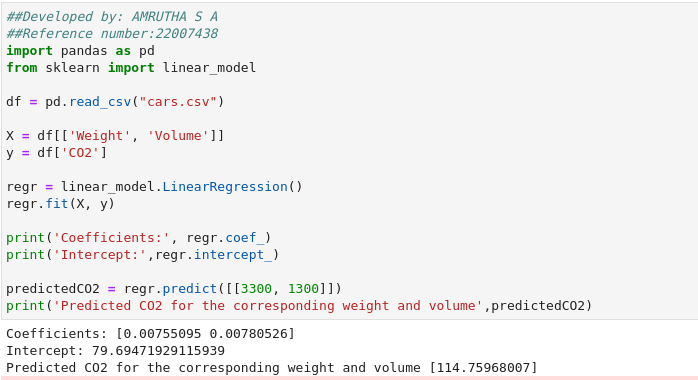 ##Developed by: AMRUTHA S A
##Reference number:22007438
import pandas as pd
from sklearn import linear_model
df = pd.read_csv("cars.csv")
X = df[['Weight', 'Volume']]
y = df['CO2']
regr = linear_model.LinearRegression()
regr.fit(X, y)
print('Coefficients:', regr.coef_)
print('Intercept:',regr.intercept_)
predictedCO2 = regr.predict([[3300, 1300]])
print('Predicted CO2 for the corresponding weight and volume',predictedCO2)
Coefficients: [0.00755095 0.00780526]
Intercept: 79.69471929115939
Predicted CO2 for the corresponding weight and volume [114.75968007]